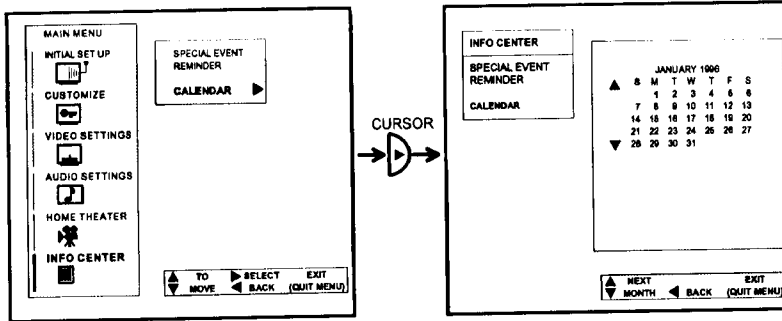 MAIN MENU
INITIAL SET UP
CUSTOMIZE
VIDEO SETTINGS
AUDIO SETTINGS
HOME THEATER
INFO CENTER
SPECIAL EVENT
REMINDER
CALENDAR
TO SELECT EXIT
MOVE BACK (QUIT MENU)
CURSOR
INFO CENTER
SPECIAL EVENT
REMINDER
CALENDAR
JANUARY 1996
S M T W T F S
1 2 3 4 5 6
7 8 9 10 11 12 13
14 15 16 17 18 19 20
21 22 23 24 25 26 27
28 29 30 31
NEXT EXIT
MONTH BACK (QUIT MENU)